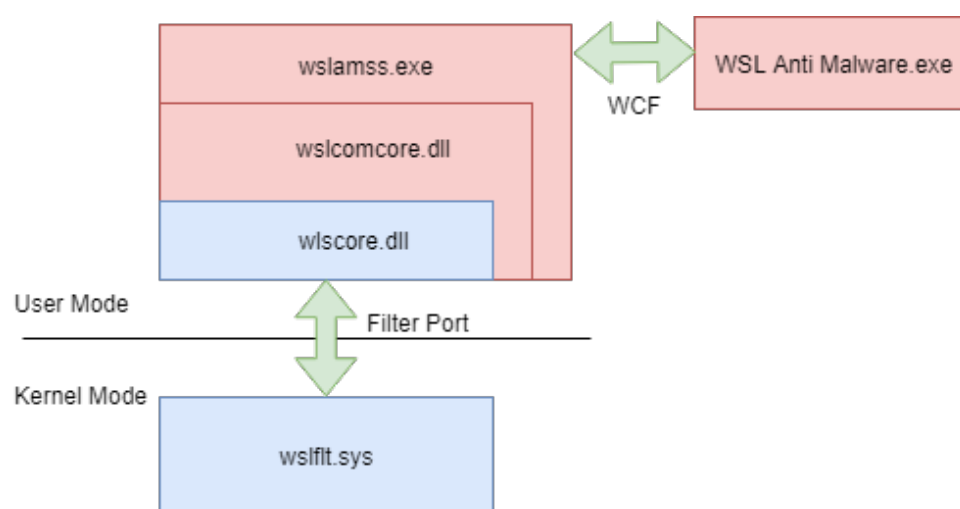 wslamss.exe
WSL Anti Malware.exe
WCF
wslcomcore.dll
wlscore.dll
User Mode
Filter Port
Kernel Mode
wslflt.sys